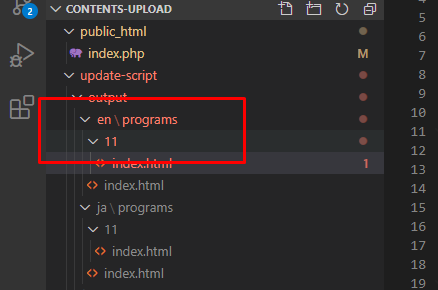 CONTENTS-UPLOAD
public_html
index.php M
update-script
output
en \ programs
11
index.html 1
index.html
ja \ programs
11
index.html
index.html
2
4
5
6
7
8
9
10
11
12
13
14
15
16
17
18
19